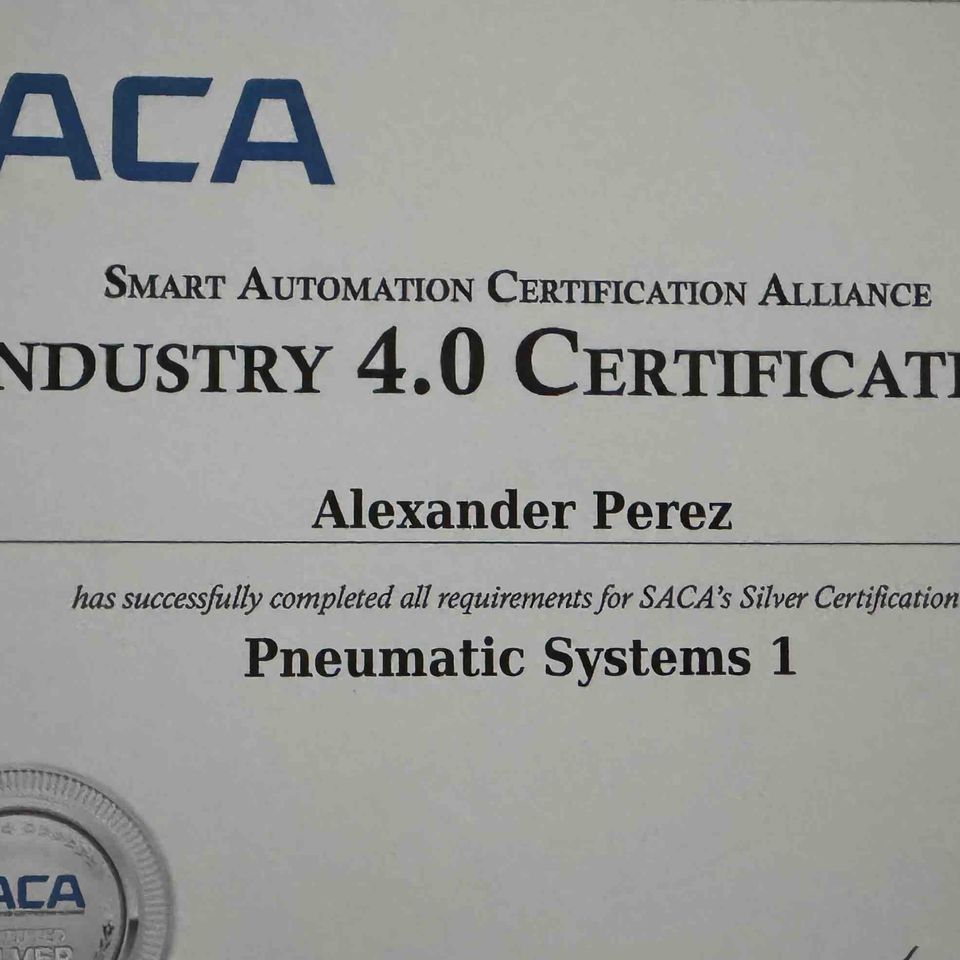 ACA
SMART AUTOMATION CERTIFICATION ALLIANCE
NDUSTRY 4.0 CERTIFICATI
Alexander Perez
has successfully completed all requirements for SACA's Silver Certification
Pneumatic Systems 1
ACA